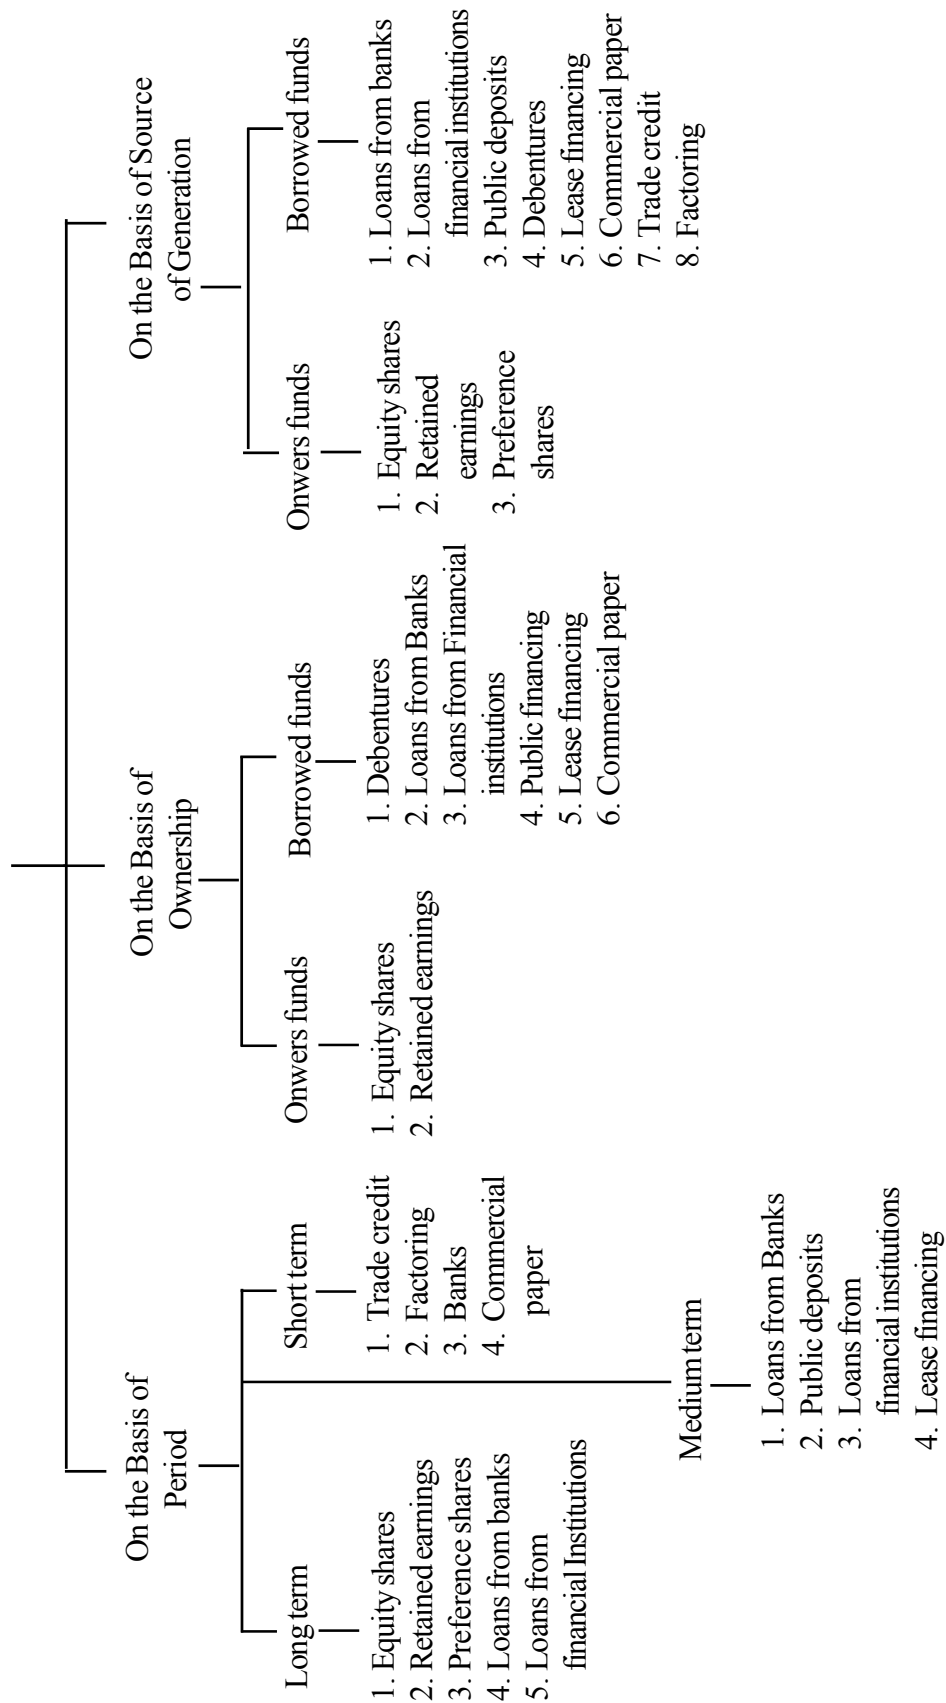 On the Basis of
Period
Long term
1. Equity shares
2. Retained earnings
3. Preference shares
4. Loans from banks
5. Loans from
financial Institutions
Short term
1. Trade credit
2. Factoring
3. Banks
4. Commercial
paper
Medium term
1. Loans from Banks
2. Public deposits
3. Loans from
financial institutions
4. Lease financing
On the Basis of
Ownership
Onwers funds
1. Equity shares
2. Retained earnings
Borrowed funds
1. Debentures
2. Loans from Banks
3. Loans from Financial
institutions
4. Public financing
5. Lease financing
6. Commercial paper
On the Basis of Source
of Generation
Onwers funds
1. Equity shares
2. Retained
earnings
3. Preference
shares
Borrowed funds
1. Loans from banks
2. Loans from
financial institutions
3. Public deposits
4. Debentures
5. Lease financing
6. Commercial paper
7. Trade credit
8. Factoring